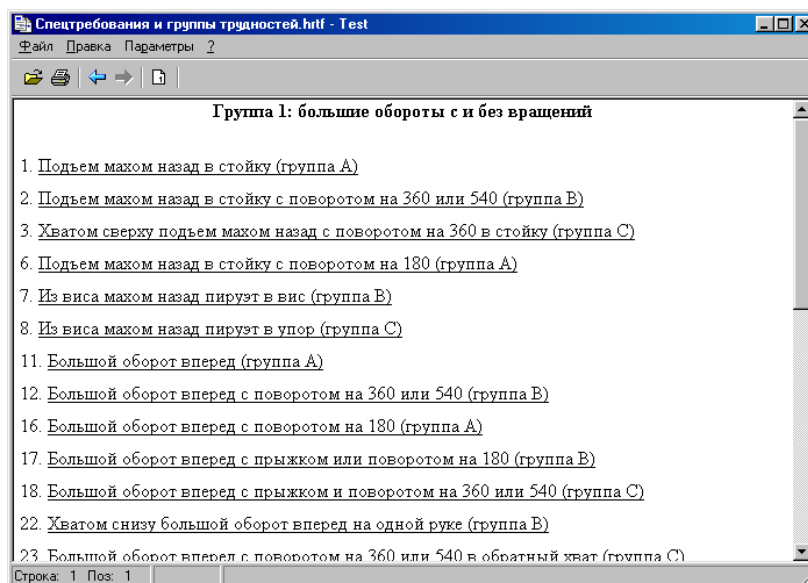 Спецтребования и группы трудностей.hrtf - Test
Файл Правка Параметры ?
Группа 1: большие обороты с и без вращений
1. Подъем махом назад в стойку (группа A)
2. Подъем махом назад в стойку с поворотом на 360 или 540 (группа B)
3. Хватом сверху подъем махом назад с поворотом на 360 в стойку (группа C)
6. Подъем махом назад в стойку с поворотом на 180 (группа A)
7. Из виса махом назад пируэт в вис (группа B)
8. Из виса махом назад пируэт в упор (группа C)
11. Большой оборот вперед (группа A)
12. Большой оборот вперед с поворотом на 360 или 540 (группа B)
16. Большой оборот вперед с поворотом на 180 (группа A)
17. Большой оборот вперед с прыжком или поворотом на 180 (группа B)
18. Большой оборот вперед с прыжком и поворотом на 360 или 540 (группа C)
22. Хватом снизу большой оборот вперед на одной руке (группа B)
23. Большой оборот вперед с поворотом на 360 или 540 в обратный хват (группа C)
Строка: 1 Поз: 1